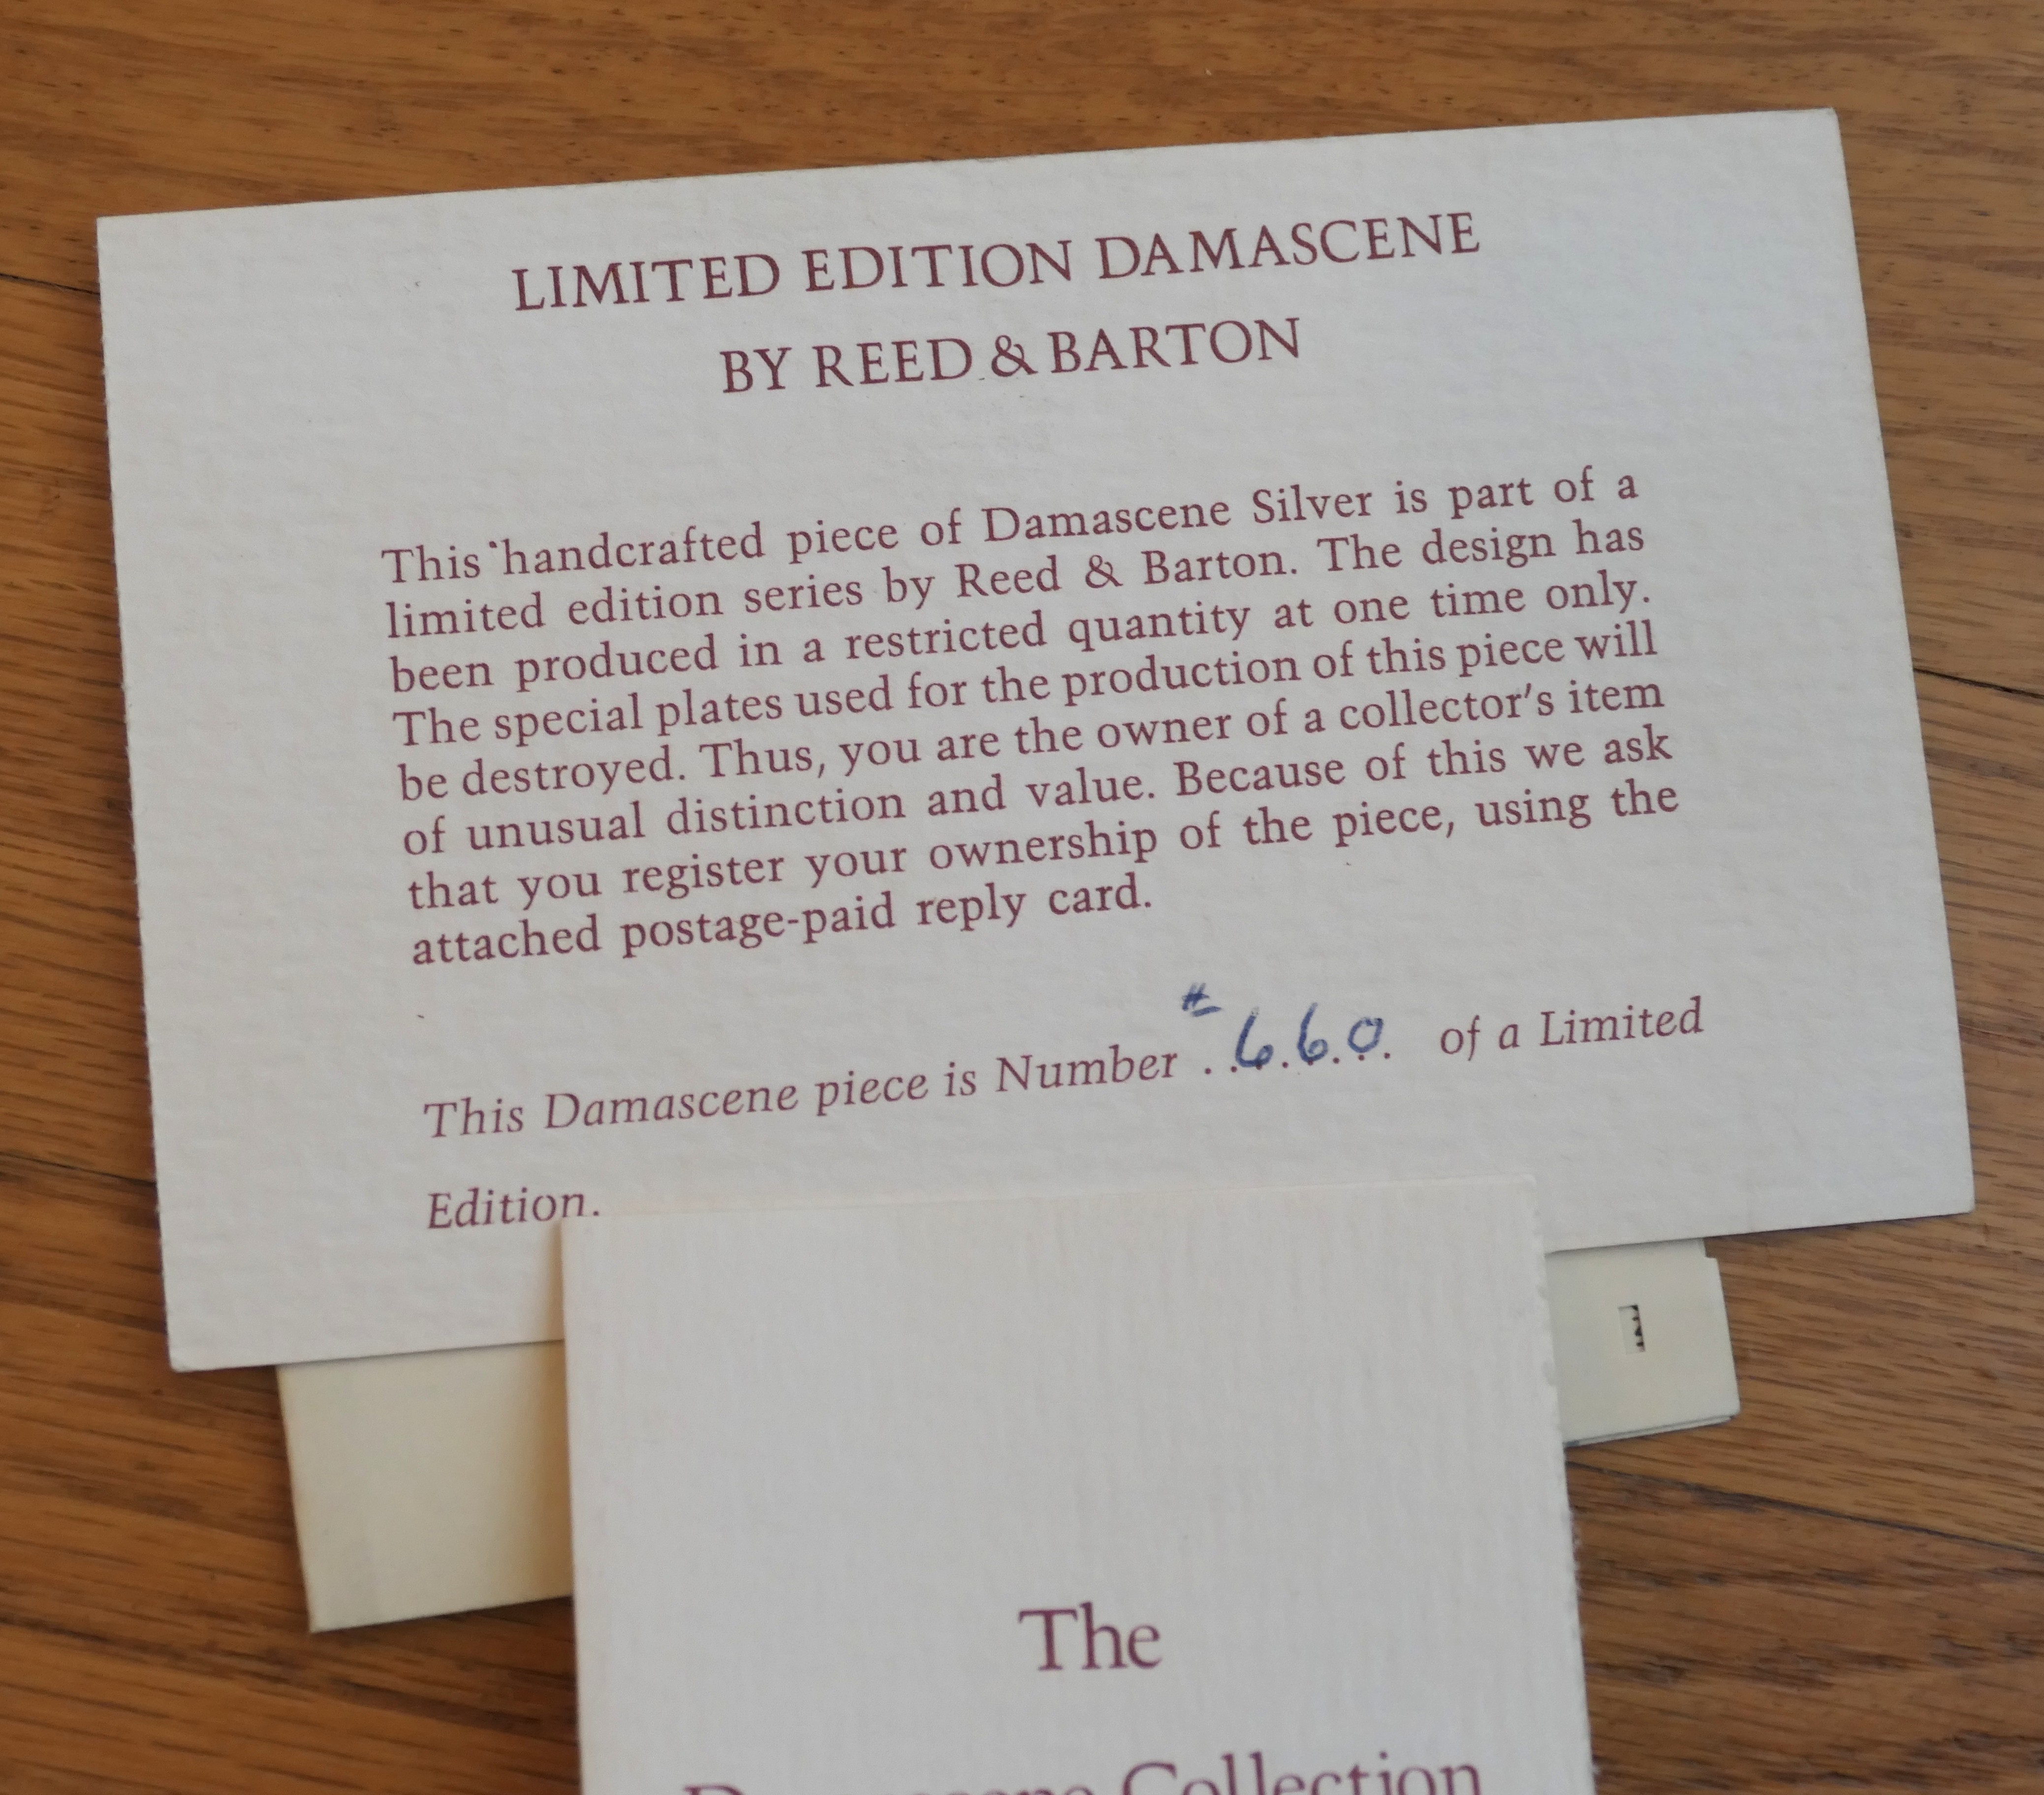 LIMITED EDITION DAMASCENE
BY REED & BARTON
This handcrafted piece of Damascene Silver is part of a
limited edition series by Reed & Barton. The design has
been produced in a restricted quantity at one time only.
The special plates used for the production of this piece will
be destroyed. Thus, you are the owner of a collector's item
of unusual distinction and value. Because of this we ask
that you register your ownership of the piece, using the
attached postage-paid reply card.
This Damascene piece is Number #660 of a Limited
Edition.
The
Damascene Collection